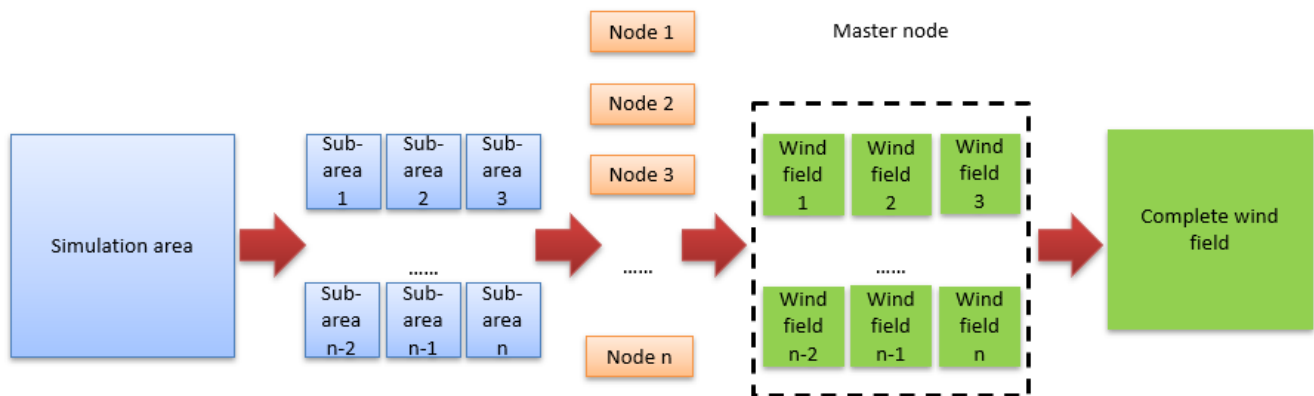 Simulation area
Sub-
area
1
Sub-
area
2
Sub-
area
3
......
Sub-
area
n-2
Sub-
area
n-1
Sub-
area
n
Node 1
Node 2
Node 3
......
Node n
Master node
Wind
field
1
Wind
field
2
Wind
field
3
......
Wind
field
n-2
Wind
field
n-1
Wind
field
n
Complete wind
field